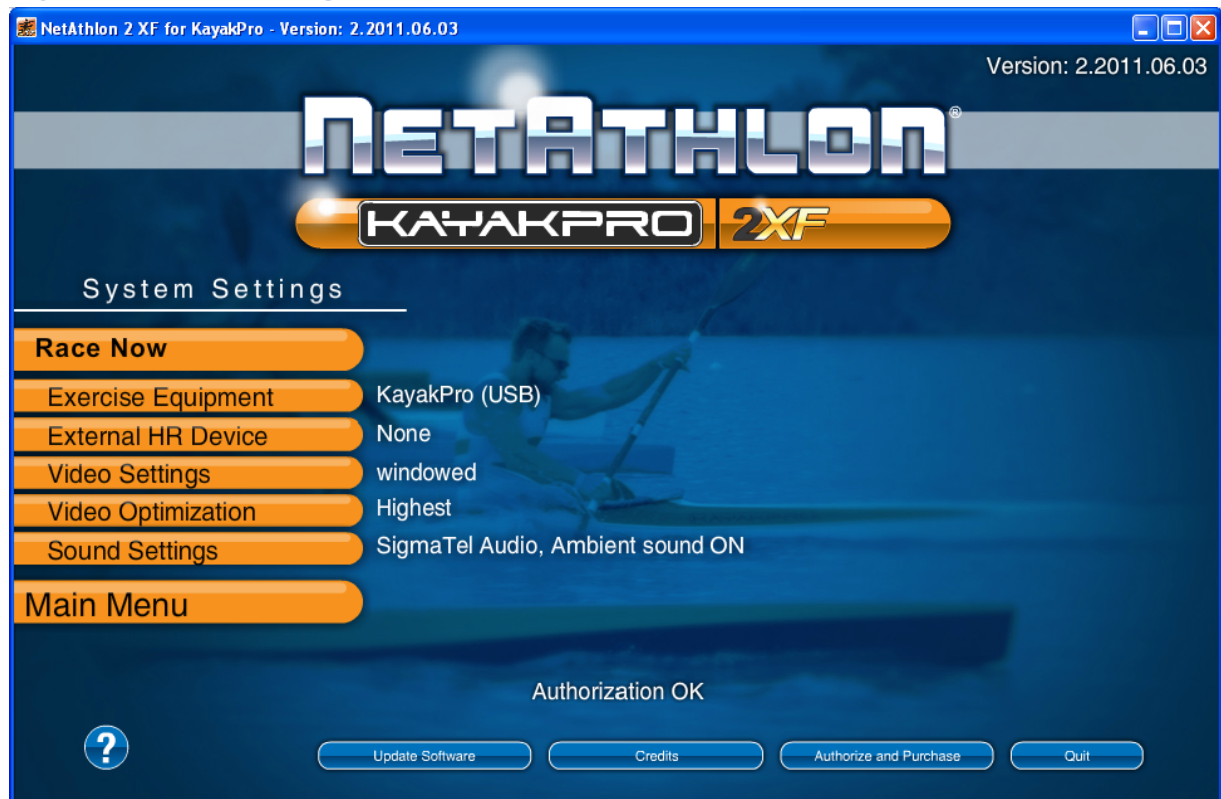 NetAthlon 2 XF for KayakPro - Version: 2.2011.06.03
Version: 2.2011.06.03
NETATHLON®
KAYAKPRO 2XF
System Settings
Race Now
Exercise Equipment KayakPro (USB)
External HR Device None
Video Settings windowed
Video Optimization Highest
Sound Settings SigmaTel Audio, Ambient sound ON
Main Menu
Authorization OK
? Update Software Credits Authorize and Purchase Quit